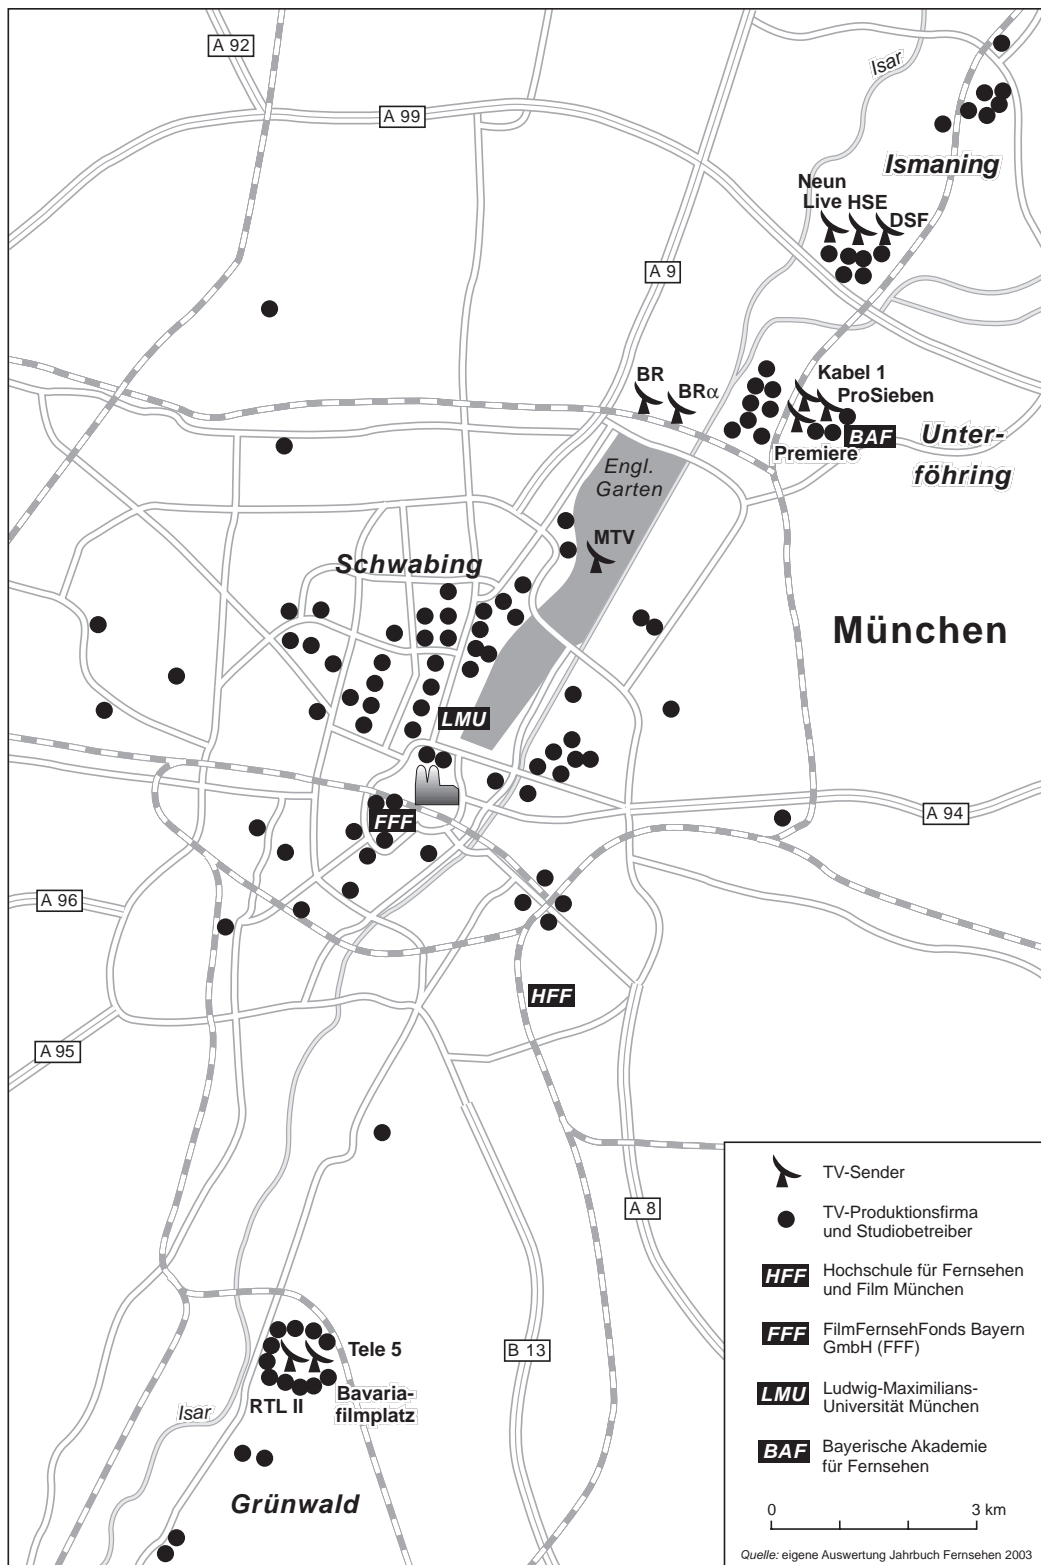 A 92
Isar
A 99
Ismaning
Neun
Live HSE
DSF
A 9
BR
BRα
Kabel 1
ProSieben
BAF
Premiere
Unter-
föhring
Engl.
Garten
MTV
Schwabing
München
LMU
FFF
A 94
A 96
HFF
A 95
A 8
B 13
Tele 5
RTL II
Bavaria-
filmplatz
Isar
Grünwald
TV-Sender
TV-Produktionsfirma
und Studiobetreiber
HFF Hochschule für Fernsehen
und Film München
FFF FilmFernsehFonds Bayern
GmbH (FFF)
LMU Ludwig-Maximilians-
Universität München
BAF Bayerische Akademie
für Fernsehen
0 3 km
Quelle: eigene Auswertung Jahrbuch Fernsehen 2003